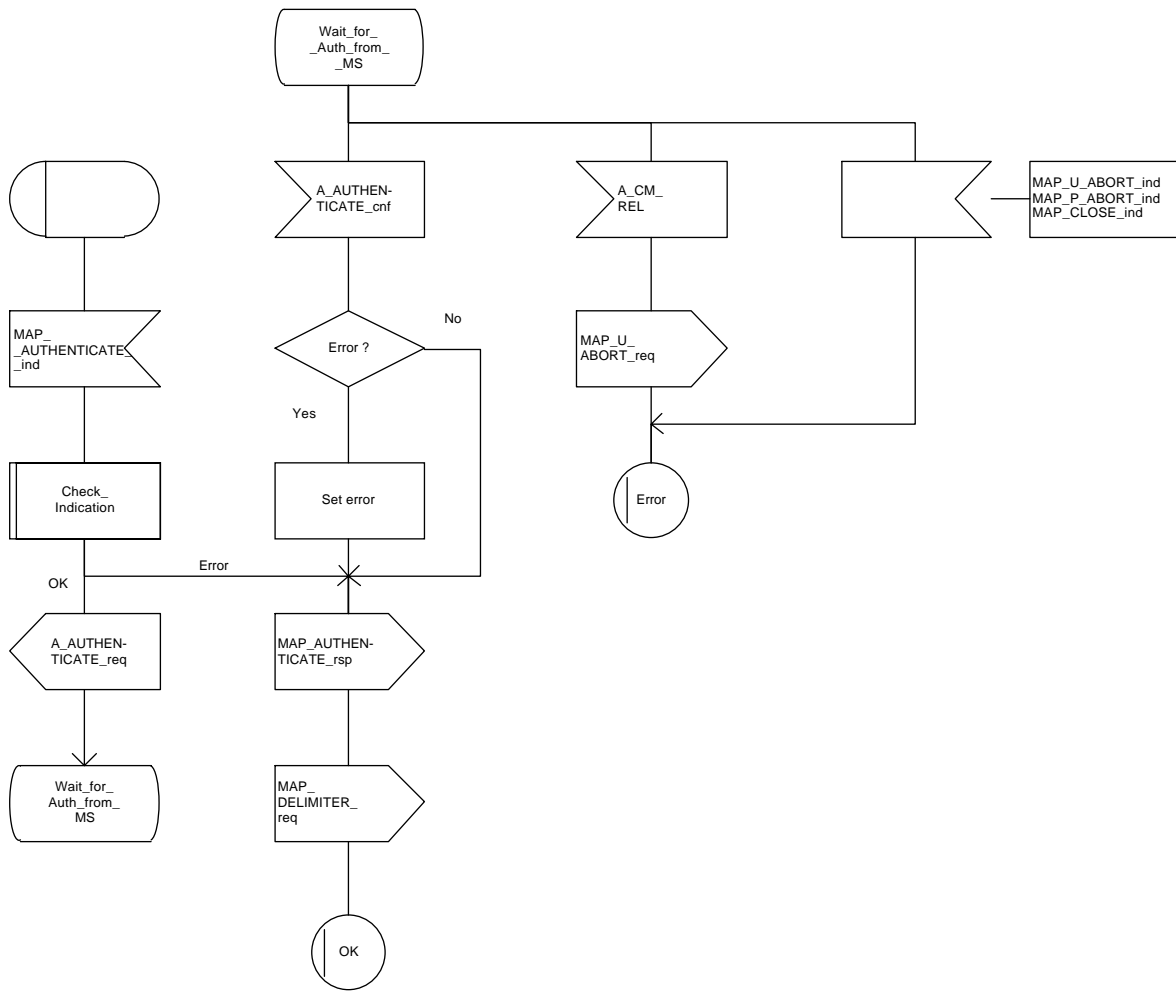 Wait_for_
_Auth_from_
_MS
A_AUTHEN-
TICATE_cnf
A_CM_
REL
MAP_U_ABORT_ind
MAP_P_ABORT_ind
MAP_CLOSE_ind
MAP_
_AUTHENTICATE_
_ind
Error ?
No
Yes
MAP_U_
ABORT_req
Check_
Indication
Set error
Error
OK
Error
A_AUTHEN-
TICATE_req
MAP_AUTHEN-
TICATE_rsp
Wait_for_
Auth_from_
MS
MAP_
DELIMITER_
req
OK